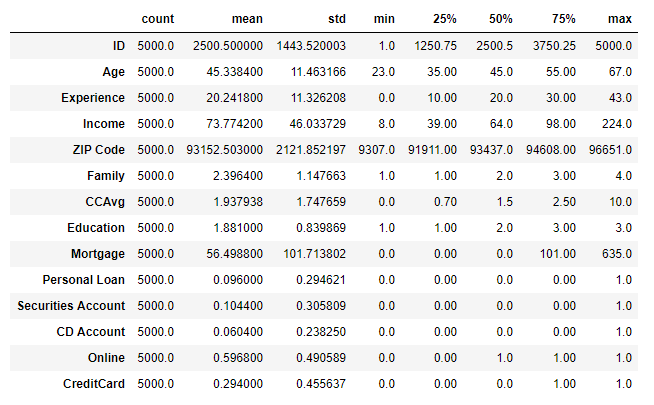 count mean std min 25% 50% 75% max
ID 5000.0 2500.500000 1443.520003 1.0 1250.75 2500.5 3750.25 5000.0
Age 5000.0 45.338400 11.463166 23.0 35.00 45.0 55.00 67.0
Experience 5000.0 20.241800 11.326208 0.0 10.00 20.0 30.00 43.0
Income 5000.0 73.774200 46.033729 8.0 39.00 64.0 98.00 224.0
ZIP Code 5000.0 93152.503000 2121.852197 9307.0 91911.00 93437.0 94608.00 96651.0
Family 5000.0 2.396400 1.147663 1.0 1.00 2.0 3.00 4.0
CCAvg 5000.0 1.937938 1.747659 0.0 0.70 1.5 2.50 10.0
Education 5000.0 1.881000 0.839869 1.0 1.00 2.0 3.00 3.0
Mortgage 5000.0 56.498800 101.713802 0.0 0.00 0.0 101.00 635.0
Personal Loan 5000.0 0.096000 0.294621 0.0 0.00 0.0 0.00 1.0
Securities Account 5000.0 0.104400 0.305809 0.0 0.00 0.0 0.00 1.0
CD Account 5000.0 0.060400 0.238250 0.0 0.00 0.0 0.00 1.0
Online 5000.0 0.596800 0.490589 0.0 0.00 1.0 1.00 1.0
CreditCard 5000.0 0.294000 0.455637 0.0 0.00 0.0 1.00 1.0